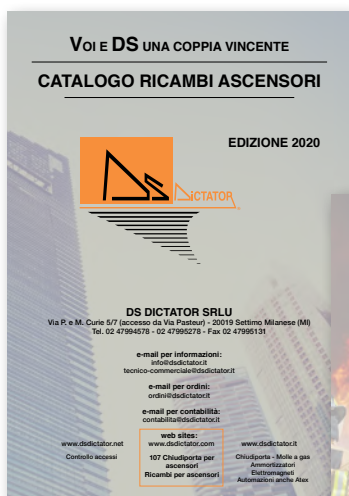 VOI E DS UNA COPPIA VINCENTE
CATALOGO RICAMBI ASCENSORI
EDIZIONE 2020
DICTATOR
DS DICTATOR SRLU
Via P. e M. Curie 5/7 (accesso da Via Pasteur) - 20019 Settimo Milanese (MI)
Tel. 02 47994578 - 02 47995278 - Fax 02 47995131
e-mail per informazioni:
info@dsdictator.it
tecnico-commerciale@dsdictator.it
e-mail per ordini:
ordini@dsdictator.it
e-mail per contabilità:
contabilita@dsdictator.it
www.dsdictator.net
Controllo accessi
web sites:
www.dsdictator.com
107 Chiudiporta per
ascensori
Ricambi per ascensori
www.dsdictator.it
Chiudiporta - Molle a gas
Ammortizzatori
Elettromagneti
Automazioni anche Atex